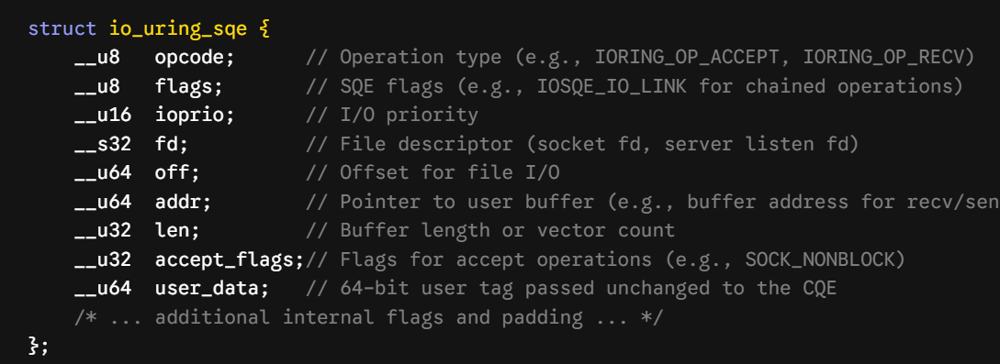 struct io_uring_sqe {
    __u8   opcode;      // Operation type (e.g., IORING_OP_ACCEPT, IORING_OP_RECV)
    __u8   flags;       // SQE flags (e.g., IOSQE_IO_LINK for chained operations)
    __u16  ioprio;      // I/O priority
    __s32  fd;          // File descriptor (socket fd, server listen fd)
    __u64  off;         // Offset for file I/O
    __u64  addr;        // Pointer to user buffer (e.g., buffer address for recv/sen
    __u32  len;         // Buffer length or vector count
    __u32  accept_flags;// Flags for accept operations (e.g., SOCK_NONBLOCK)
    __u64  user_data;   // 64-bit user tag passed unchanged to the CQE
    /* ... additional internal flags and padding ... */
};